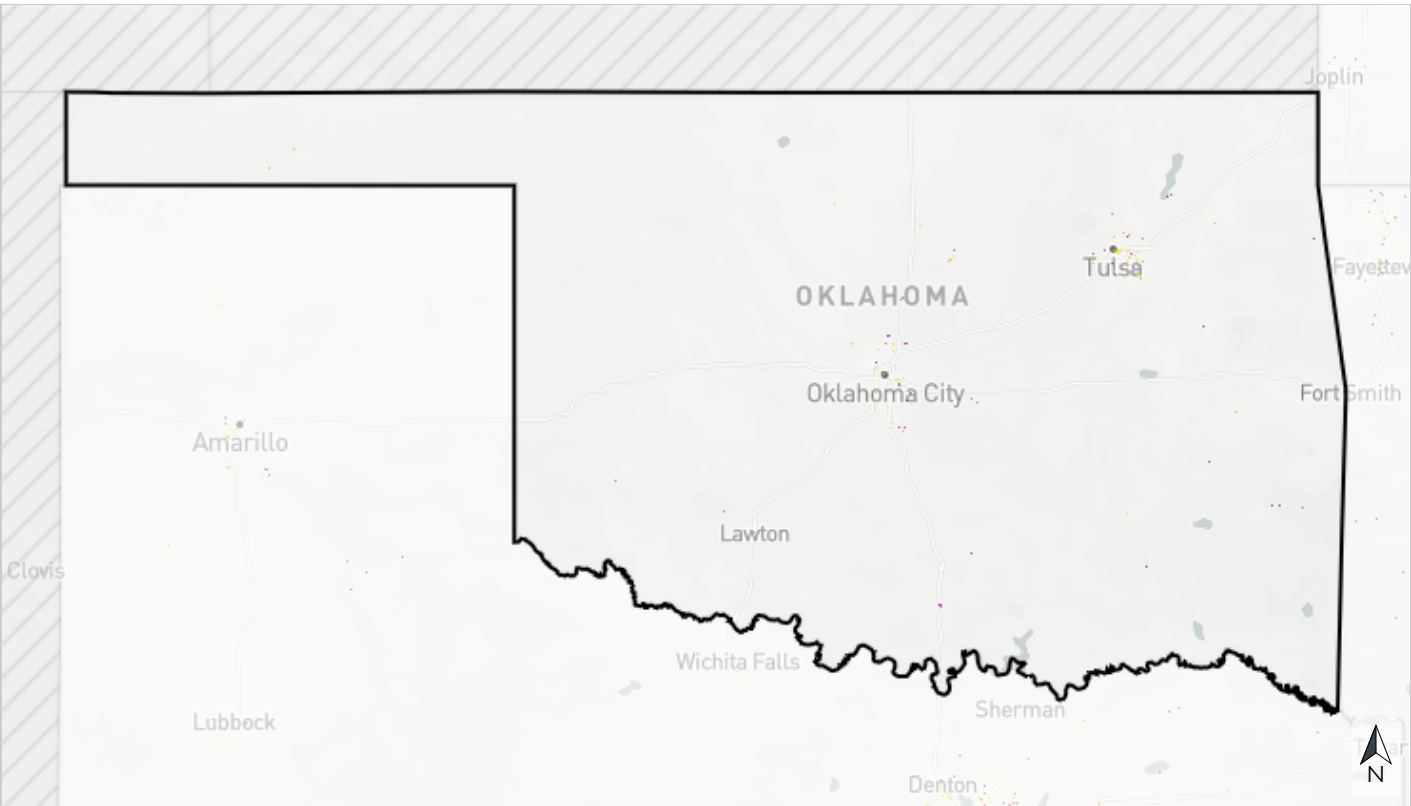 Joplin
Tulsa
Fayettev
OKLAHOMA
Oklahoma City
Fort Smith
Amarillo
Lawton
Clovis
Wichita Falls
Sherman
Lubbock
Denton
N